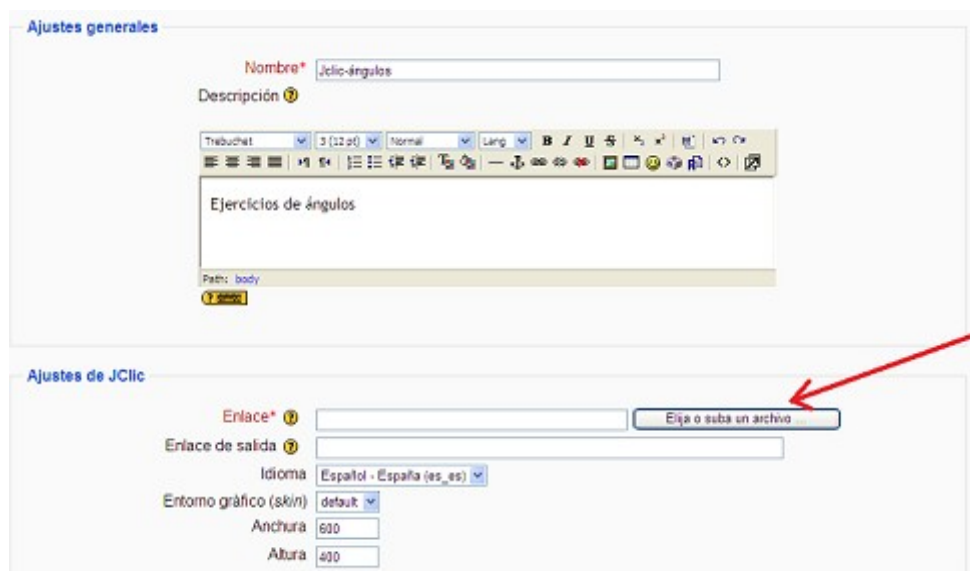 Ajustes generales
Nombre* Jclic-ángulos
Descripción
Trebuchet 3 (12 pt) Normal Lang B I U S
Ejercicios de ángulos
Path: body
Ajustes de JClic
Enlace* Elija o suba un archivo ...
Enlace de salida
Idioma Español - España (es_es)
Entorno gráfico (skin) default
Anchura 600
Altura 400